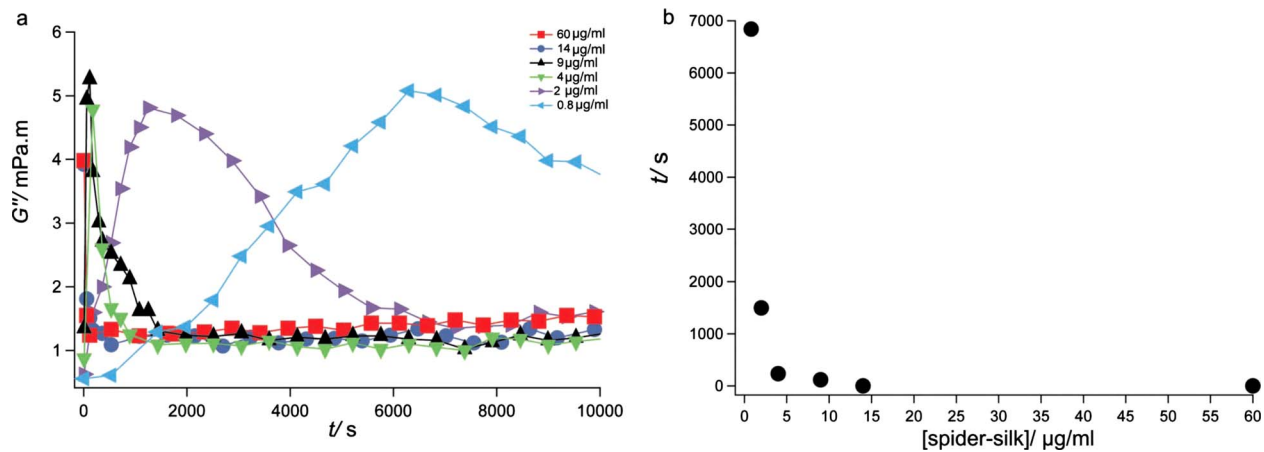 a
6
5
4
3
2
1
G''/ mPa.m
60 µg/ml
14 µg/ml
9 µg/ml
4 µg/ml
2 µg/ml
0.8 µg/ml
0 2000 4000 6000 8000 10000
t/ s
b
7000
6000
5000
4000
3000
2000
1000
0
t/ s
0 5 10 15 20 25 30 35 40 45 50 55 60
[spider-silk]/ µg/ml